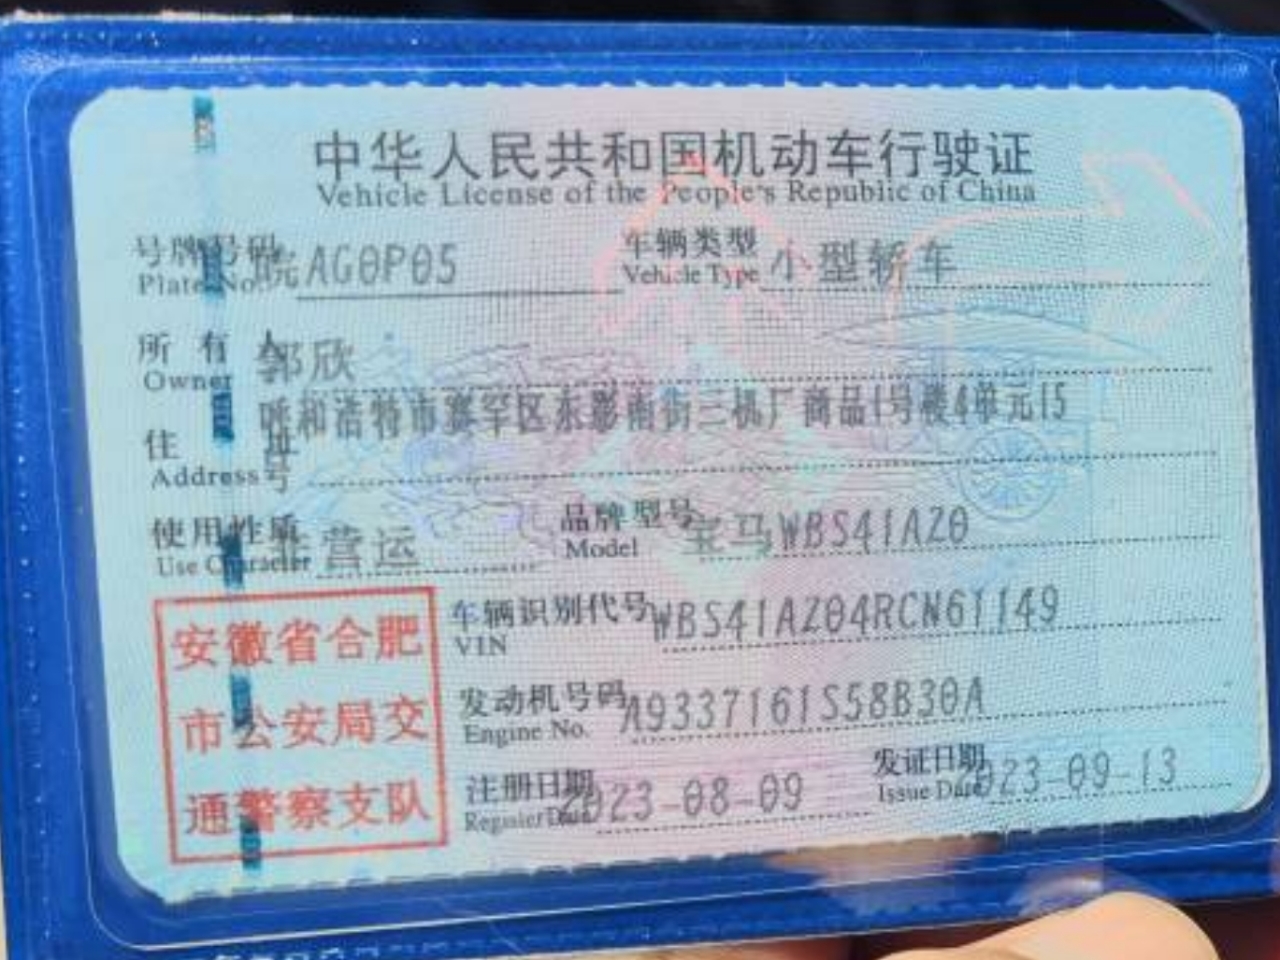 中华人民共和国机动车行驶证
Vehicle License of the People's Republic of China
号牌号码 皖AG0P05 车辆类型 小型轿车
Plate No. Vehicle Type
所有人 郭欣
Owner
呼和浩特市赛罕区东影南街三机厂商品1号楼4单元15
住址
Address 号
使用性质 非营运 品牌型号 宝马WBS41AZ0
Use Character Model
车辆识别代号 WBS41AZ04RCN61149
VIN
发动机号码 A9337161S58B30A
Engine No.
注册日期 2023-08-09 发证日期 2023-09-13
Register Date Issue Date
安徽省合肥
市公安局交
通警察支队